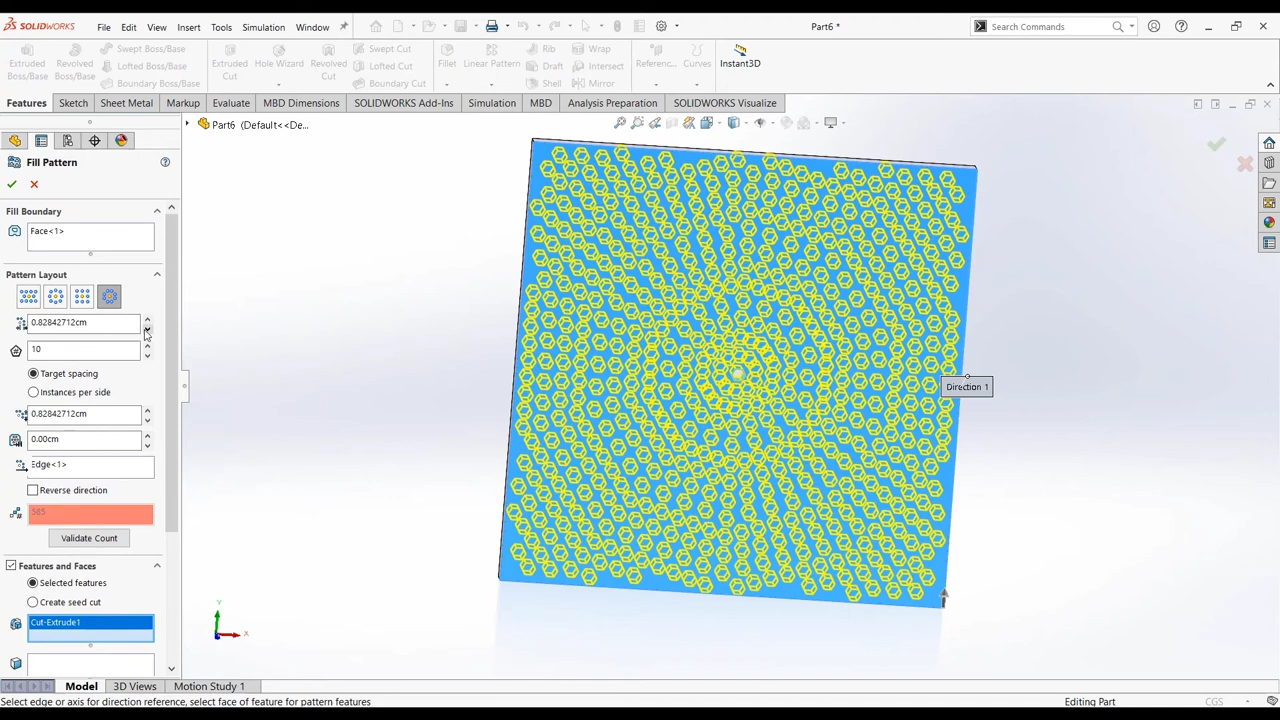 SOLIDWORKS File Edit View Insert Tools Simulation Window Part6 * Search Commands
Extruded Boss/Base
Revolved Boss/Base
Swept Boss/Base
Lofted Boss/Base
Boundary Boss/Base
Extruded Cut
Hole Wizard
Revolved Cut
Swept Cut
Lofted Cut
Boundary Cut
Fillet
Linear Pattern
Rib
Draft
Shell
Wrap
Intersect
Mirror
Referenc...
Curves
Instant3D
Features Sketch Sheet Metal Markup Evaluate MBD Dimensions SOLIDWORKS Add-Ins Simulation MBD Analysis Preparation SOLIDWORKS Visualize
Part6 (Default<<De...
Fill Pattern
Fill Boundary
Face<1>
Pattern Layout
0.82842712cm
10
Target spacing
Instances per side
0.82842712cm
0.00cm
Edge<1>
Reverse direction
585
Validate Count
Features and Faces
Selected features
Create seed cut
Cut-Extrude1
Direction 1
Y
X
Model 3D Views Motion Study 1
Select edge or axis for direction reference, select face of feature for pattern features Editing Part CGS